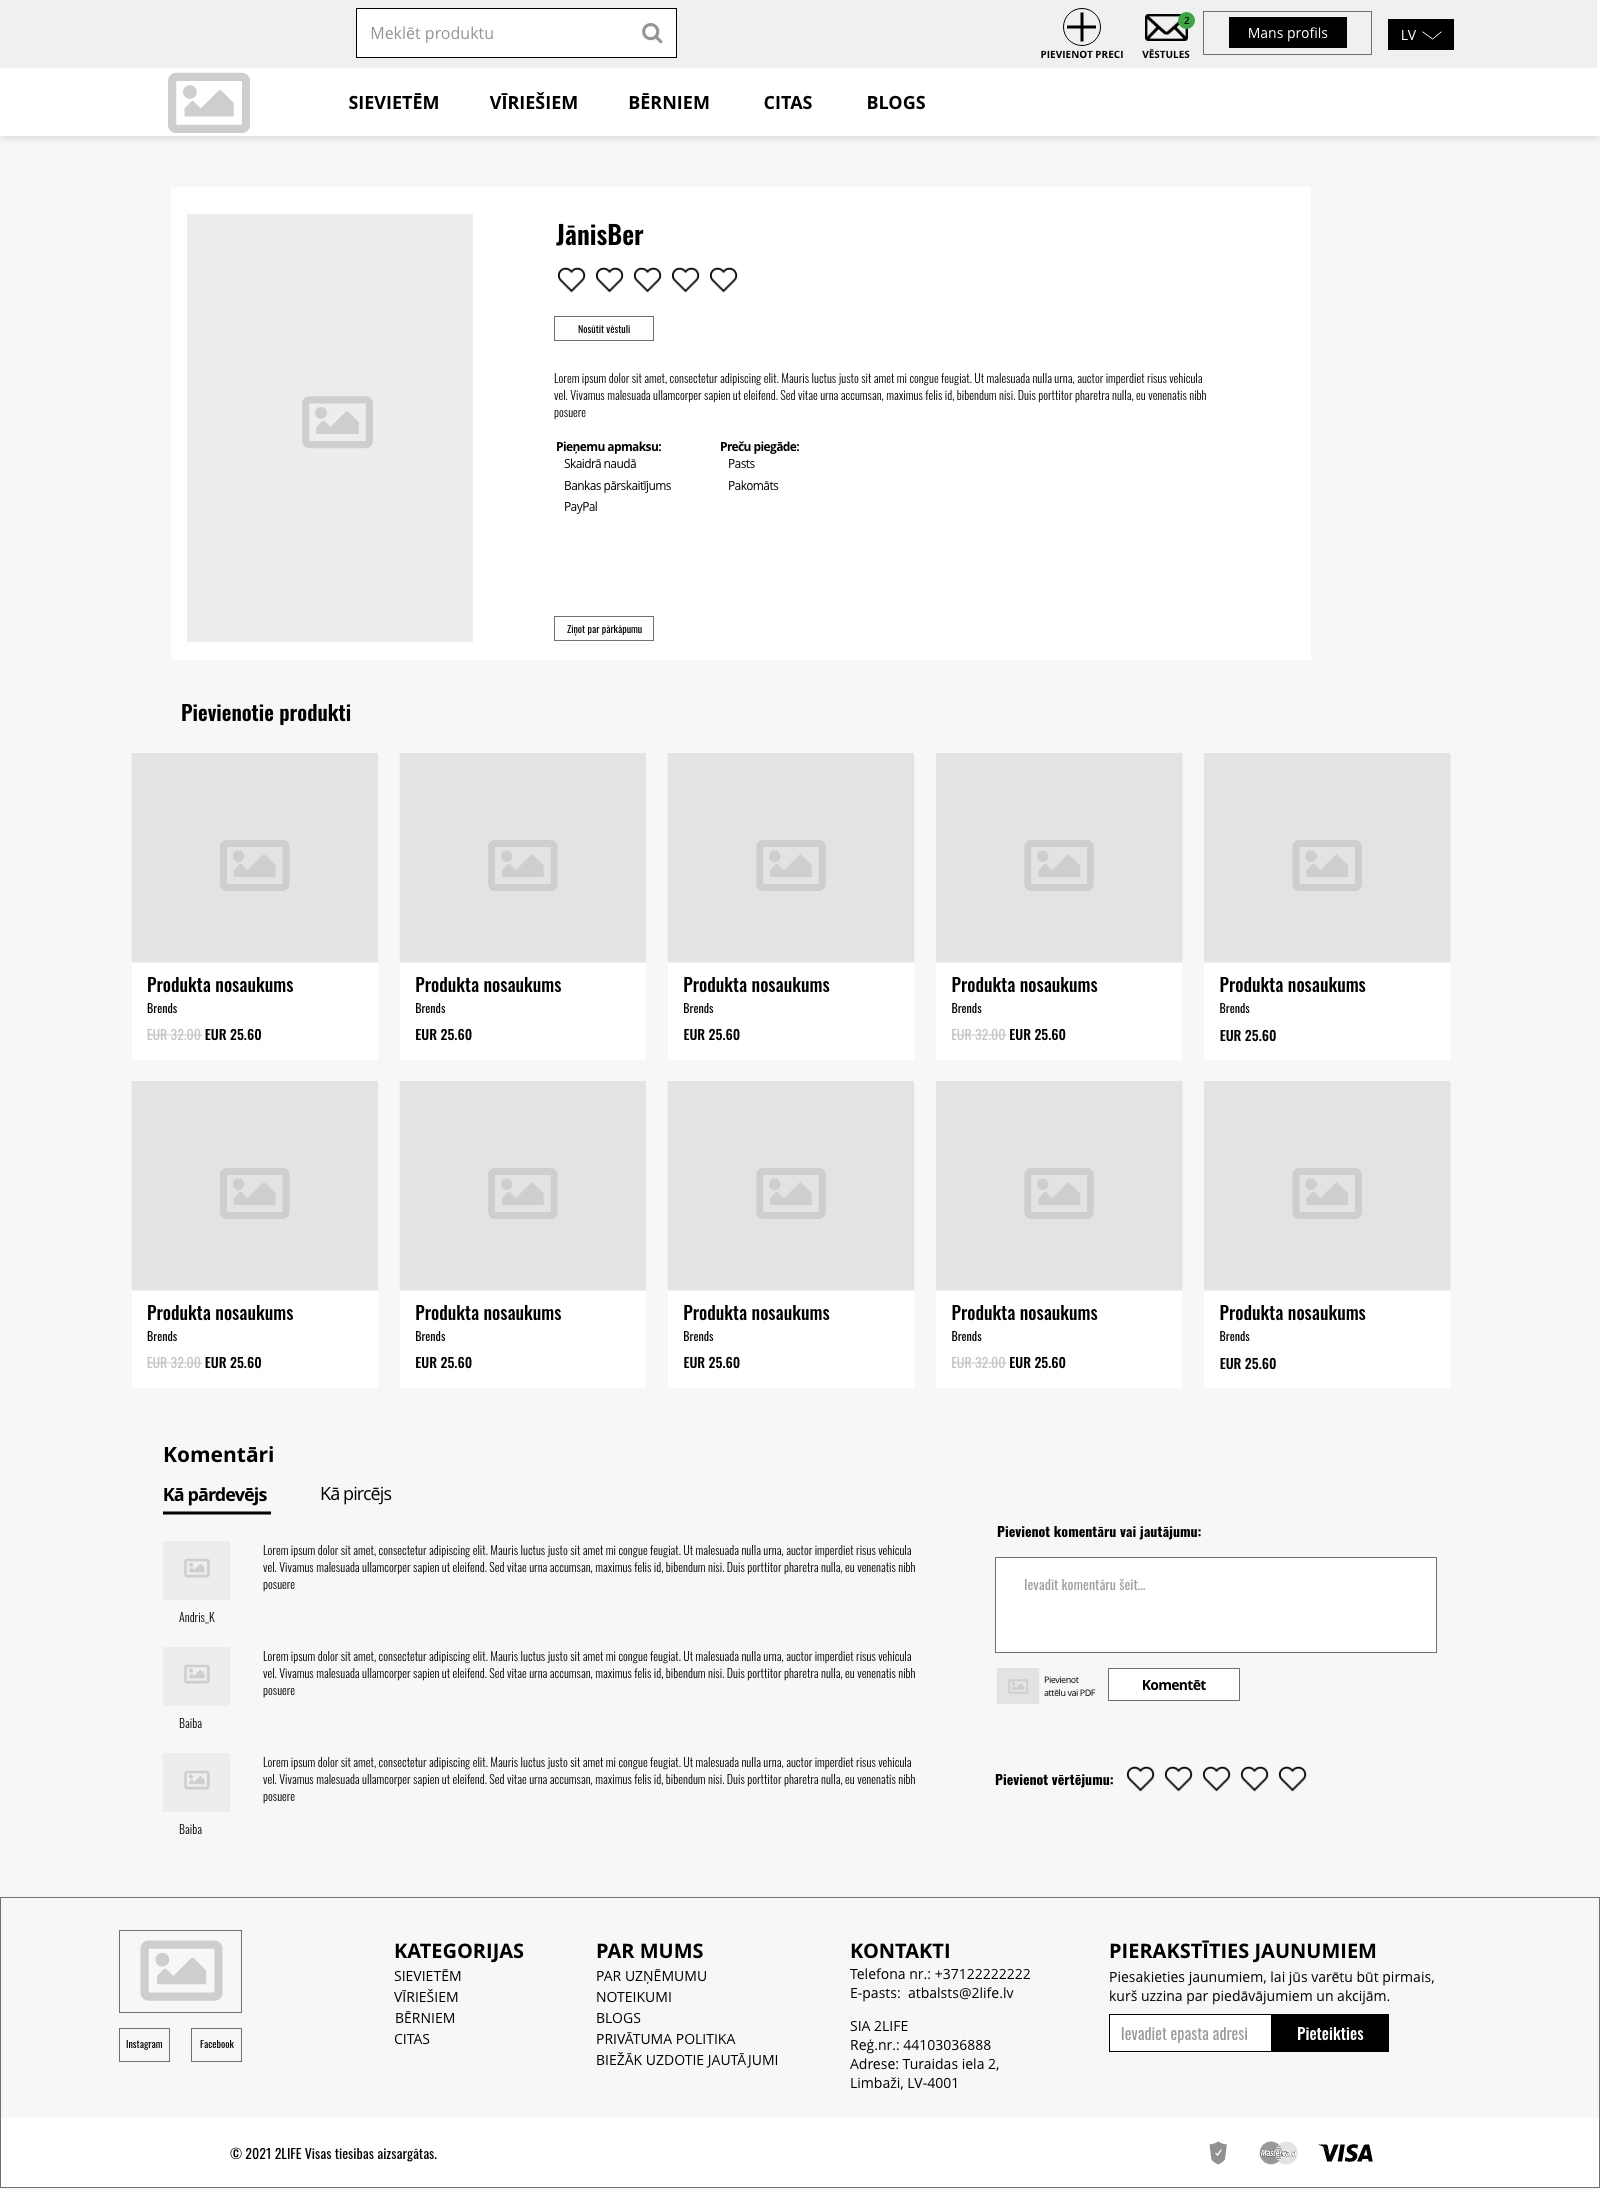 Meklēt produktu
PIEVIENOT PRECI
2
VĒSTULES
Mans profils
LV
SIEVIETĒM
VĪRIEŠIEM
BĒRNIEM
CITAS
BLOGS
JānisBer
Nosūtīt vēstuli
Lorem ipsum dolor sit amet, consectetur adipiscing elit. Mauris luctus justo sit amet mi congue feugiat. Ut malesuada nulla urna, auctor imperdiet risus vehicula
vel. Vivamus malesuada ullamcorper sapien ut eleifend. Sed vitae urna accumsan, maximus felis id, bibendum nisi. Duis porttitor pharetra nulla, eu venenatis nibh
posuere
Pieņemu apmaksu:
Skaidrā naudā
Bankas pārskaitījums
PayPal
Preču piegāde:
Pasts
Pakomāts
Ziņot par pārkāpumu
Pievienotie produkti
Produkta nosaukums
Brends
EUR 32.00 EUR 25.60
Produkta nosaukums
Brends
EUR 25.60
Produkta nosaukums
Brends
EUR 25.60
Produkta nosaukums
Brends
EUR 32.00 EUR 25.60
Produkta nosaukums
Brends
EUR 25.60
Produkta nosaukums
Brends
EUR 32.00 EUR 25.60
Produkta nosaukums
Brends
EUR 25.60
Produkta nosaukums
Brends
EUR 25.60
Produkta nosaukums
Brends
EUR 32.00 EUR 25.60
Produkta nosaukums
Brends
EUR 25.60
Komentāri
Kā pārdevējs
Kā pircējs
Lorem ipsum dolor sit amet, consectetur adipiscing elit. Mauris luctus justo sit amet mi congue feugiat. Ut malesuada nulla urna, auctor imperdiet risus vehicula
vel. Vivamus malesuada ullamcorper sapien ut eleifend. Sed vitae urna accumsan, maximus felis id, bibendum nisi. Duis porttitor pharetra nulla, eu venenatis nibh
posuere
Andris_K
Lorem ipsum dolor sit amet, consectetur adipiscing elit. Mauris luctus justo sit amet mi congue feugiat. Ut malesuada nulla urna, auctor imperdiet risus vehicula
vel. Vivamus malesuada ullamcorper sapien ut eleifend. Sed vitae urna accumsan, maximus felis id, bibendum nisi. Duis porttitor pharetra nulla, eu venenatis nibh
posuere
Baiba
Lorem ipsum dolor sit amet, consectetur adipiscing elit. Mauris luctus justo sit amet mi congue feugiat. Ut malesuada nulla urna, auctor imperdiet risus vehicula
vel. Vivamus malesuada ullamcorper sapien ut eleifend. Sed vitae urna accumsan, maximus felis id, bibendum nisi. Duis porttitor pharetra nulla, eu venenatis nibh
posuere
Baiba
Pievienot komentāru vai jautājumu:
Ievadīt komentāru šeit...
Pievienot
attēlu vai PDF
Komentēt
Pievienot vērtējumu:
Instagram
Facebook
KATEGORIJAS
SIEVIETĒM
VĪRIEŠIEM
BĒRNIEM
CITAS
PAR MUMS
PAR UZŅĒMUMU
NOTEIKUMI
BLOGS
PRIVĀTUMA POLITIKA
BIEŽĀK UZDOTIE JAUTĀJUMI
KONTAKTI
Telefona nr.: +37122222222
E-pasts: atbalsts@2life.lv
SIA 2LIFE
Reģ.nr.: 44103036888
Adrese: Turaidas iela 2,
Limbaži, LV-4001
PIERAKSTĪTIES JAUNUMIEM
Piesakieties jaunumiem, lai jūs varētu būt pirmais,
kurš uzzina par piedāvājumiem un akcijām.
Ievadiet epasta adresi
Pieteikties
© 2021 2LIFE Visas tiesības aizsargātas.
MasterCard
VISA